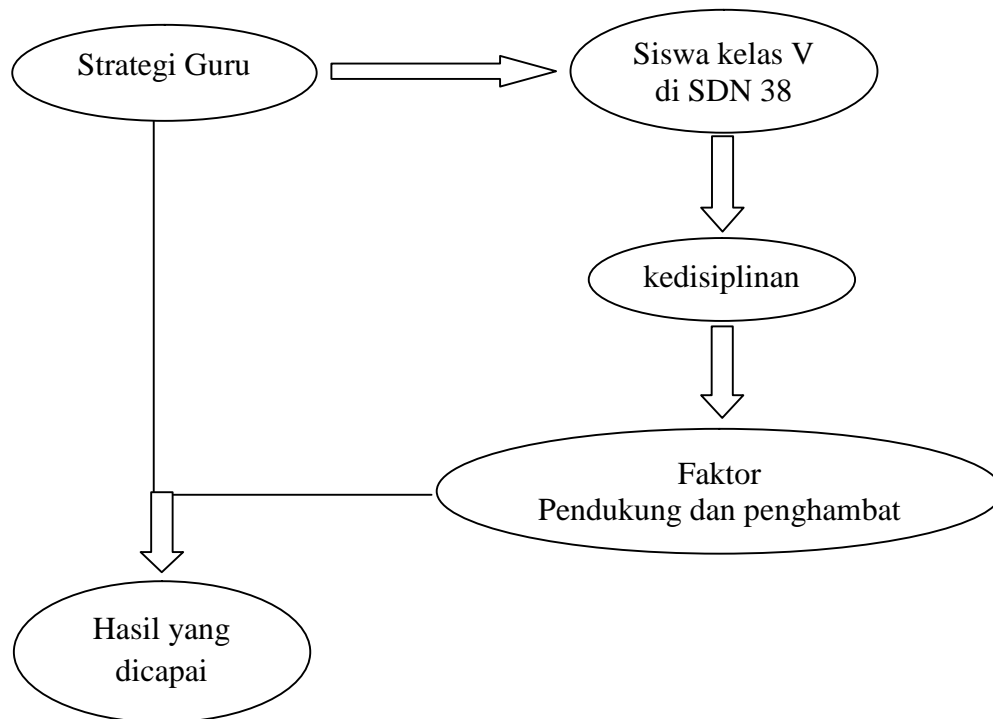 Strategi Guru
Siswa kelas V
di SDN 38
kedisiplinan
Faktor
Pendukung dan penghambat
Hasil yang
dicapai